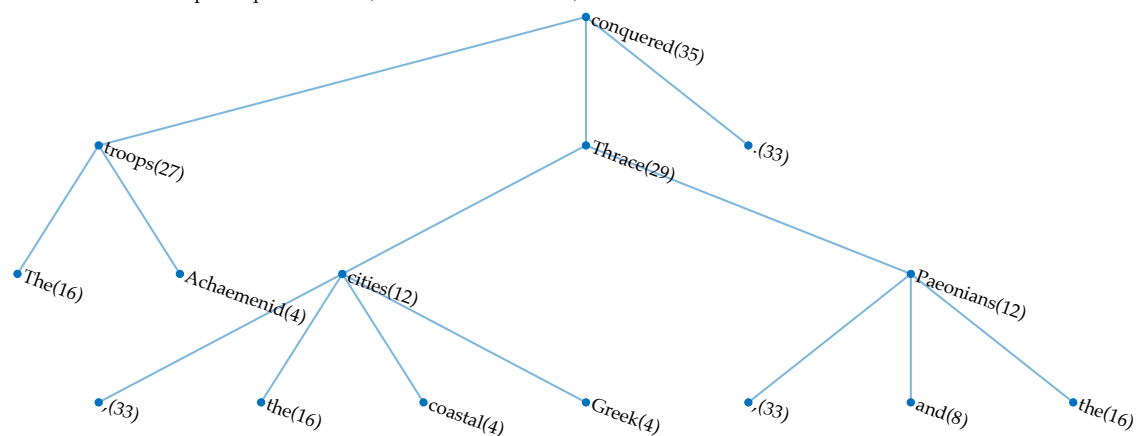 conquered(35)
troops(27)
Thrace(29)
.(33)
The(16)
Achaemenid(4)
cities(12)
Paeonians(12)
,(33)
the(16)
coastal(4)
Greek(4)
,(33)
and(8)
the(16)